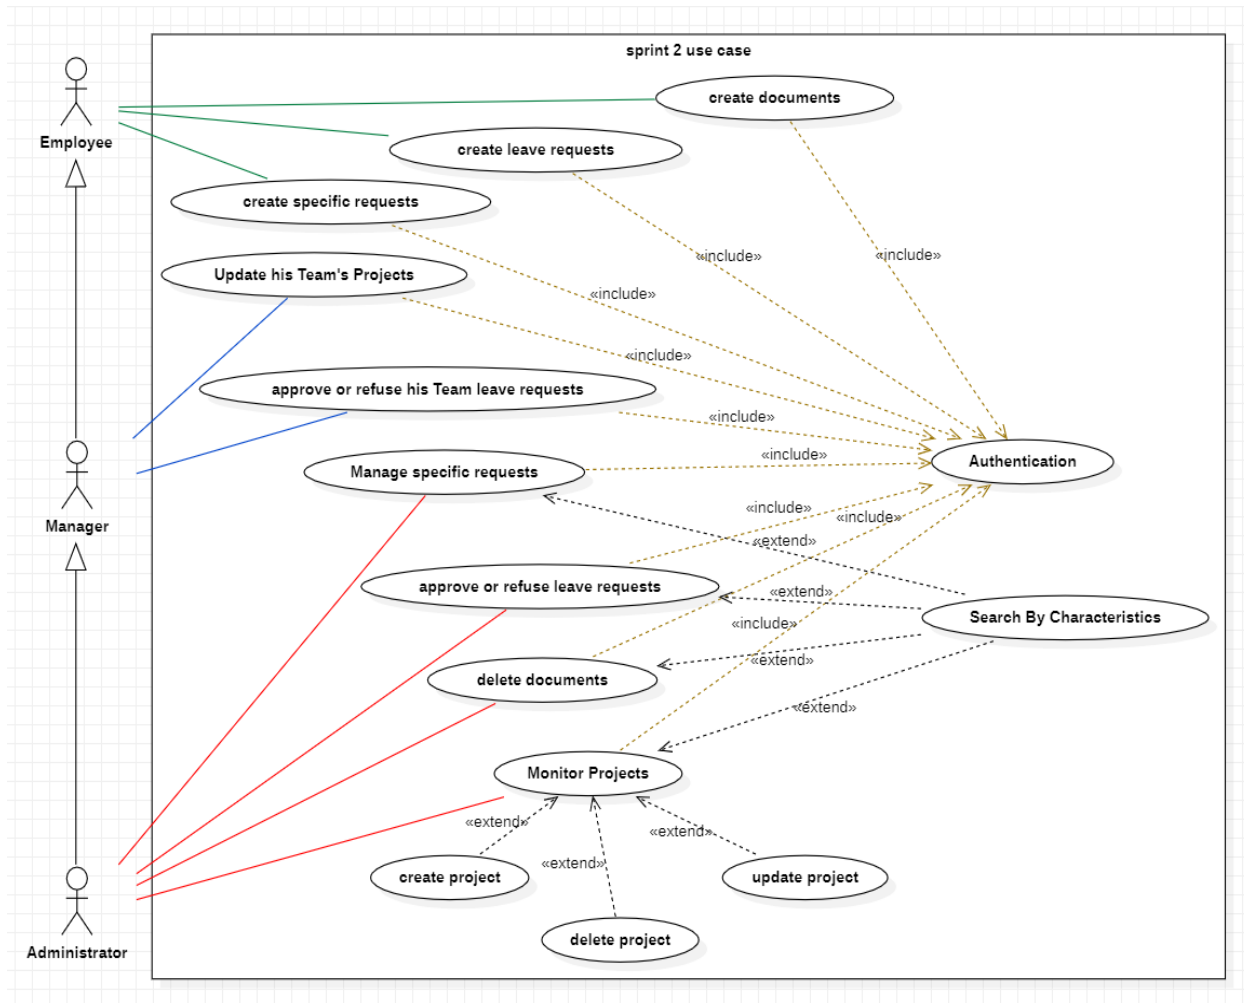 sprint 2 use case
create documents
Employee
create leave requests
create specific requests
«include»
«include»
Update his Team's Projects
«include»
«include»
approve or refuse his Team leave requests
«include»
«include»
Authentication
Manage specific requests
«include»
«include»
Manager
«extend»
approve or refuse leave requests
«extend»
Search By Characteristics
«include»
«extend»
delete documents
«extend»
Monitor Projects
«extend»
«extend»
«extend»
create project
update project
delete project
Administrator